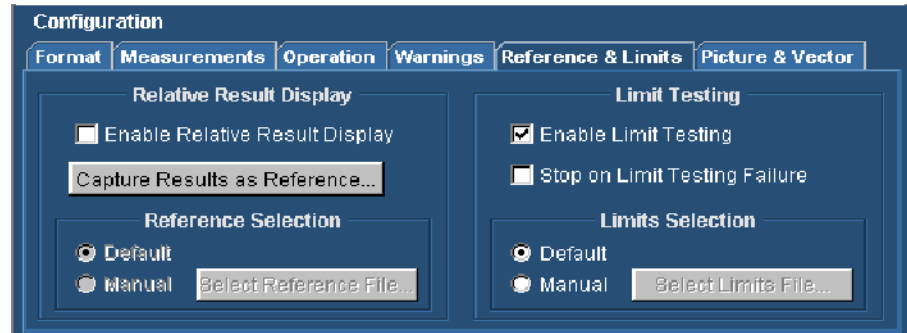 Configuration
Format Measurements Operation Warnings Reference & Limits Picture & Vector
Relative Result Display
Enable Relative Result Display
Capture Results as Reference...
Reference Selection
Default
Manual Select Reference File...
Limit Testing
Enable Limit Testing
Stop on Limit Testing Failure
Limits Selection
Default
Manual Select Limits File...